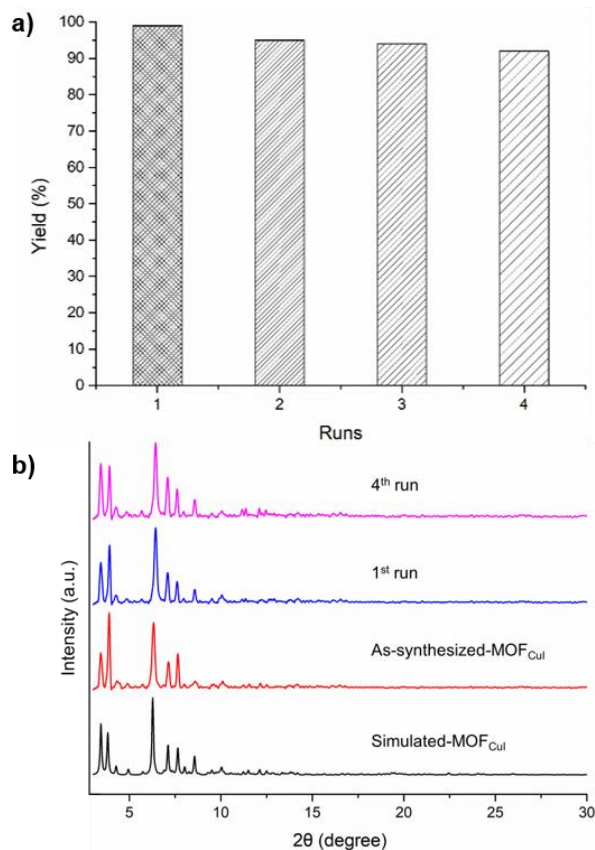 a)
100
90
80
70
60
50
40
30
20
10
0
Yield (%)
1
2
3
4
Runs
b)
4th run
1st run
As-synthesized-MOFCuI
Simulated-MOFCuI
Intensity (a.u.)
5
10
15
20
25
30
2θ (degree)